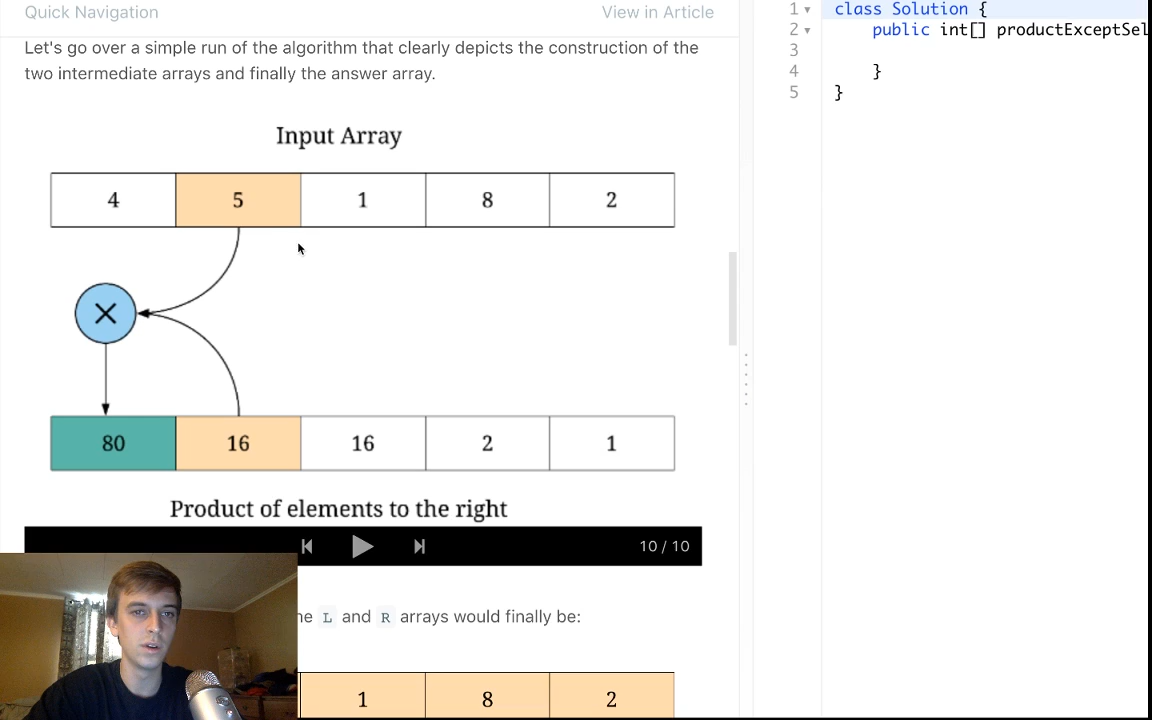 Quick Navigation
View in Article
Let's go over a simple run of the algorithm that clearly depicts the construction of the
two intermediate arrays and finally the answer array.
Input Array
4 5 1 8 2
80 16 16 2 1
Product of elements to the right
10 / 10
L and R arrays would finally be:
1 8 2
1 class Solution {
2 public int[] productExceptSel
3
4 }
5 }